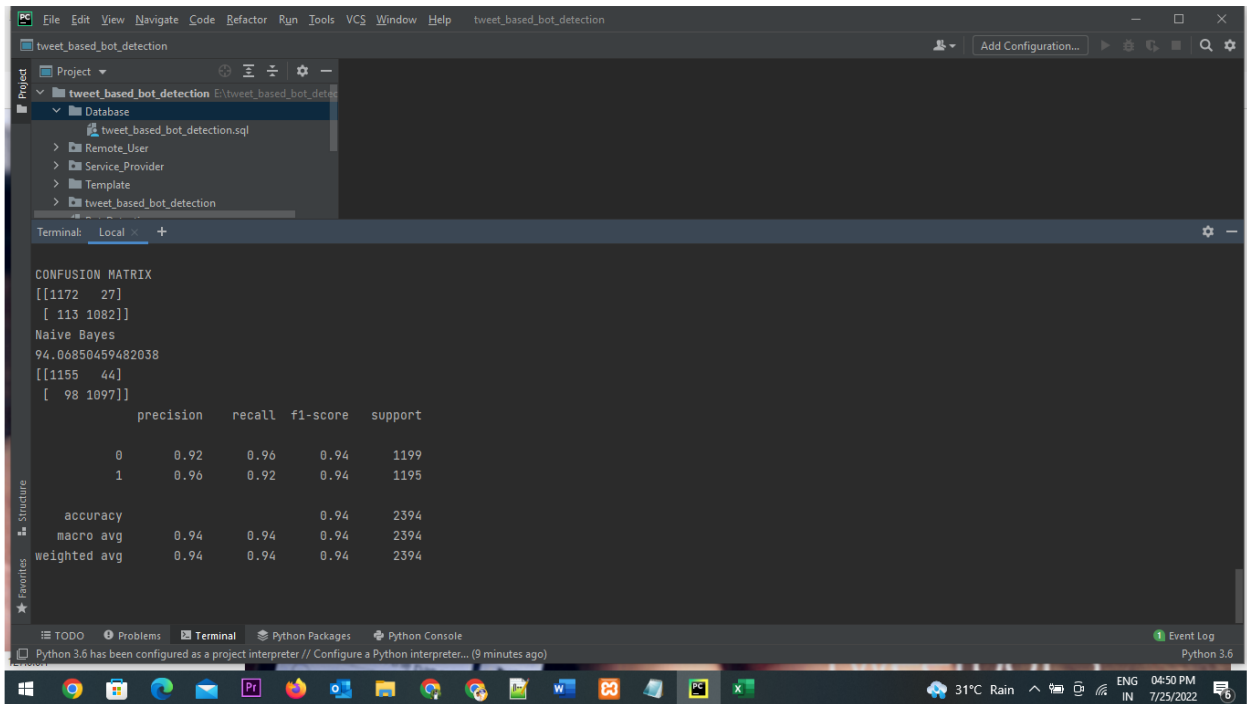 PC File Edit View Navigate Code Refactor Run Tools VCS Window Help tweet_based_bot_detection
tweet_based_bot_detection Add Configuration...
Project
Project
tweet_based_bot_detection E:\tweet_based_bot_detec
Database
tweet_based_bot_detection.sql
Remote_User
Service_Provider
Template
tweet_based_bot_detection
Terminal: Local × +
CONFUSION MATRIX
[[1172   27]
 [ 113 1082]]
Naive Bayes
94.06850459482038
[[1155   44]
 [  98 1097]]
precision recall f1-score support
0 0.92 0.96 0.94 1199
1 0.96 0.92 0.94 1195
accuracy 0.94 2394
macro avg 0.94 0.94 0.94 2394
weighted avg 0.94 0.94 0.94 2394
Structure
Favorites
TODO Problems Terminal Python Packages Python Console 1 Event Log
Python 3.6 has been configured as a project interpreter // Configure a Python interpreter... (9 minutes ago) Python 3.6
Pr W PC X 31°C Rain ENG 04:50 PM
IN 7/25/2022 6